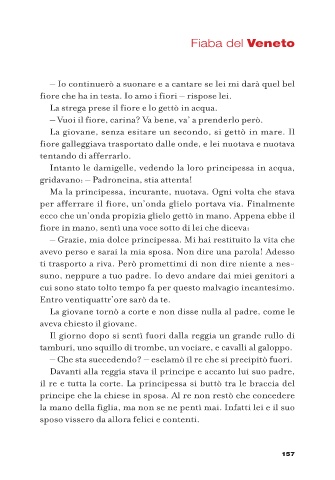 Fiaba del Veneto
– Io continuerò a suonare e a cantare se lei mi darà quel bel
fiore che ha in testa. Io amo i fiori – rispose lei.
La strega prese il fiore e lo gettò in acqua.
– Vuoi il fiore, carina? Va bene, va’ a prenderlo però.
La giovane, senza esitare un secondo, si gettò in mare. Il
fiore galleggiava trasportato dalle onde, e lei nuotava e nuotava
tentando di afferrarlo.
Intanto le damigelle, vedendo la loro principessa in acqua,
gridavano: – Padroncina, stia attenta!
Ma la principessa, incurante, nuotava. Ogni volta che stava
per afferrare il fiore, un’onda glielo portava via. Finalmente
ecco che un’onda propizia glielo gettò in mano. Appena ebbe il
fiore in mano, sentì una voce sotto di lei che diceva:
– Grazie, mia dolce principessa. Mi hai restituito la vita che
avevo perso e sarai la mia sposa. Non dire una parola! Adesso
ti trasporto a riva. Però promettimi di non dire niente a nes-
suno, neppure a tuo padre. Io devo andare dai miei genitori a
cui sono stato tolto tempo fa per questo malvagio incantesimo.
Entro ventiquattr’ore sarò da te.
La giovane tornò a corte e non disse nulla al padre, come le
aveva chiesto il giovane.
Il giorno dopo si sentì fuori dalla reggia un grande rullo di
tamburi, uno squillo di trombe, un vociare, e cavalli al galoppo.
– Che sta succedendo? – esclamò il re che si precipitò fuori.
Davanti alla reggia stava il principe e accanto lui suo padre,
il re e tutta la corte. La principessa si buttò tra le braccia del
principe che la chiese in sposa. Al re non restò che concedere
la mano della figlia, ma non se ne pentì mai. Infatti lei e il suo
sposo vissero da allora felici e contenti.
157